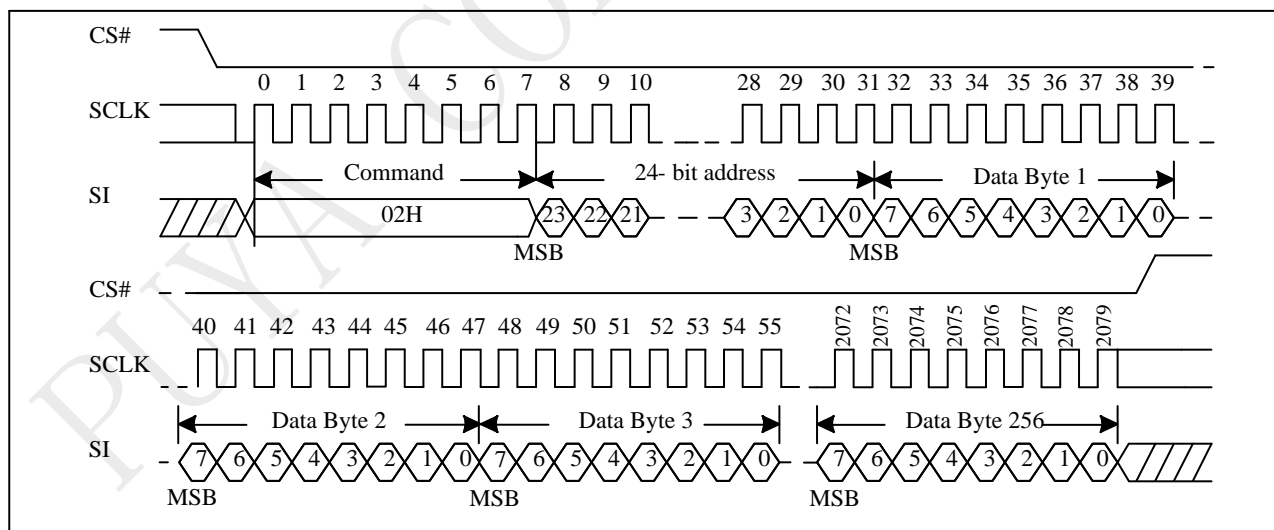 CS#
0 1 2 3 4 5 6 7 8 9 10 28 29 30 31 32 33 34 35 36 37 38 39
SCLK
Command 24- bit address Data Byte 1
SI
02H 23 22 21 3 2 1 0 7 6 5 4 3 2 1 0
MSB MSB
CS#
40 41 42 43 44 45 46 47 48 49 50 51 52 53 54 55 2072 2073 2074 2075 2076 2077 2078 2079
SCLK
Data Byte 2 Data Byte 3 Data Byte 256
SI
7 6 5 4 3 2 1 0 7 6 5 4 3 2 1 0 7 6 5 4 3 2 1 0
MSB MSB MSB